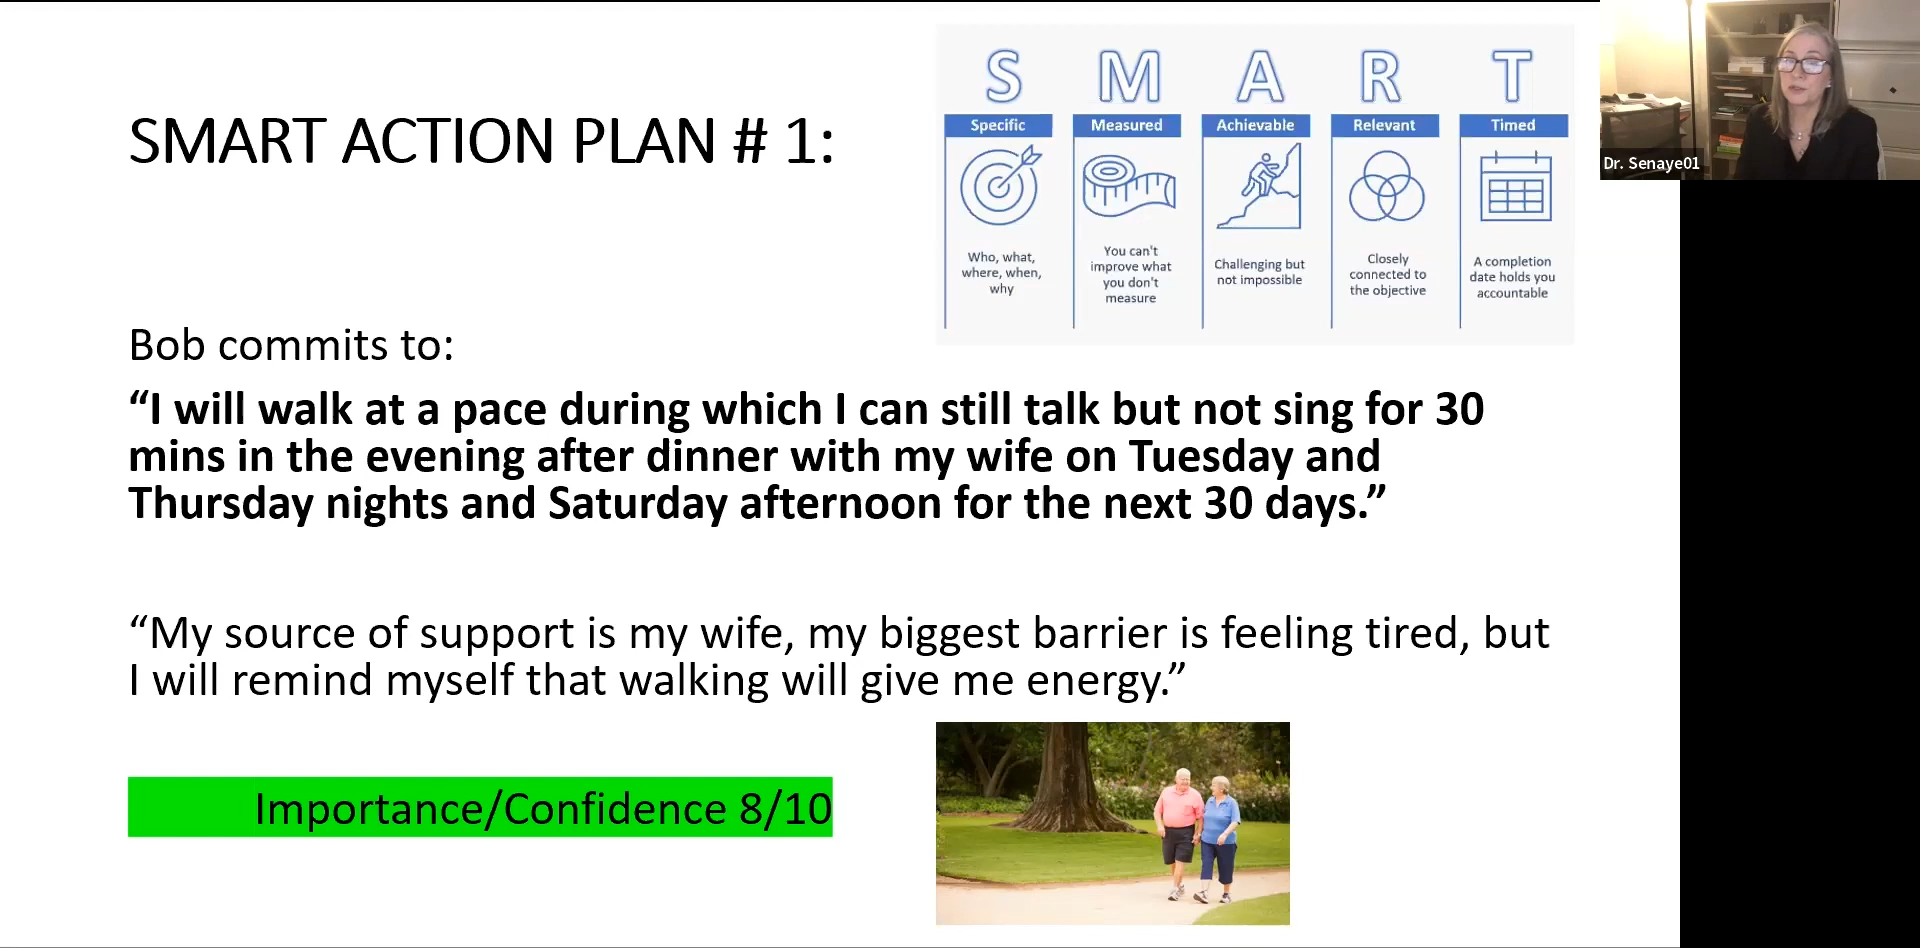 SMART ACTION PLAN # 1:
S M A R T
Specific
Who, what,
where, when,
why
Measured
You can't
improve what
you don't
measure
Achievable
Challenging but
not impossible
Relevant
Closely
connected to
the objective
Timed
A completion
date holds you
accountable
Dr. Senaye01
Bob commits to:
“I will walk at a pace during which I can still talk but not sing for 30
mins in the evening after dinner with my wife on Tuesday and
Thursday nights and Saturday afternoon for the next 30 days.”
“My source of support is my wife, my biggest barrier is feeling tired, but
I will remind myself that walking will give me energy.”
Importance/Confidence 8/10